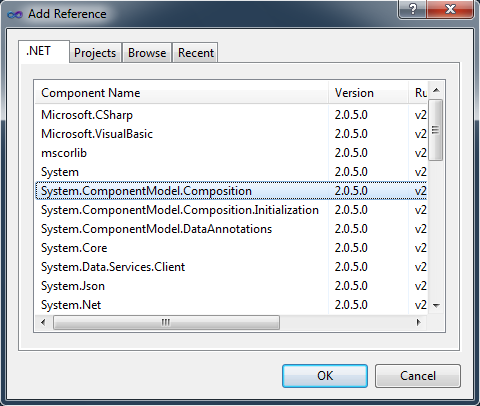 Add Reference
.NET Projects Browse Recent
Component Name Version Ru
Microsoft.CSharp 2.0.5.0 v2
Microsoft.VisualBasic 2.0.5.0 v2
mscorlib 2.0.5.0 v2
System 2.0.5.0 v2
System.ComponentModel.Composition 2.0.5.0 v2
System.ComponentModel.Composition.Initialization 2.0.5.0 v2
System.ComponentModel.DataAnnotations 2.0.5.0 v2
System.Core 2.0.5.0 v2
System.Data.Services.Client 2.0.5.0 v2
System.Json 2.0.5.0 v2
System.Net 2.0.5.0 v2
OK Cancel